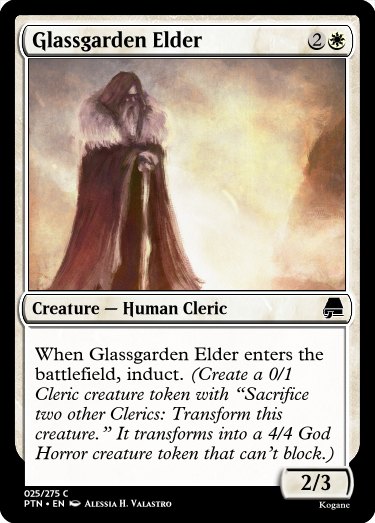 Glassgarden Elder 2
Creature — Human Cleric
When Glassgarden Elder enters the
battlefield, induct. (Create a 0/1
Cleric creature token with “Sacrifice
two other Clerics: Transform this
creature.” It transforms into a 4/4 God
Horror creature token that can’t block.)
2/3
025/275 C
PTN • EN Alessia H. Valastro
Kogane